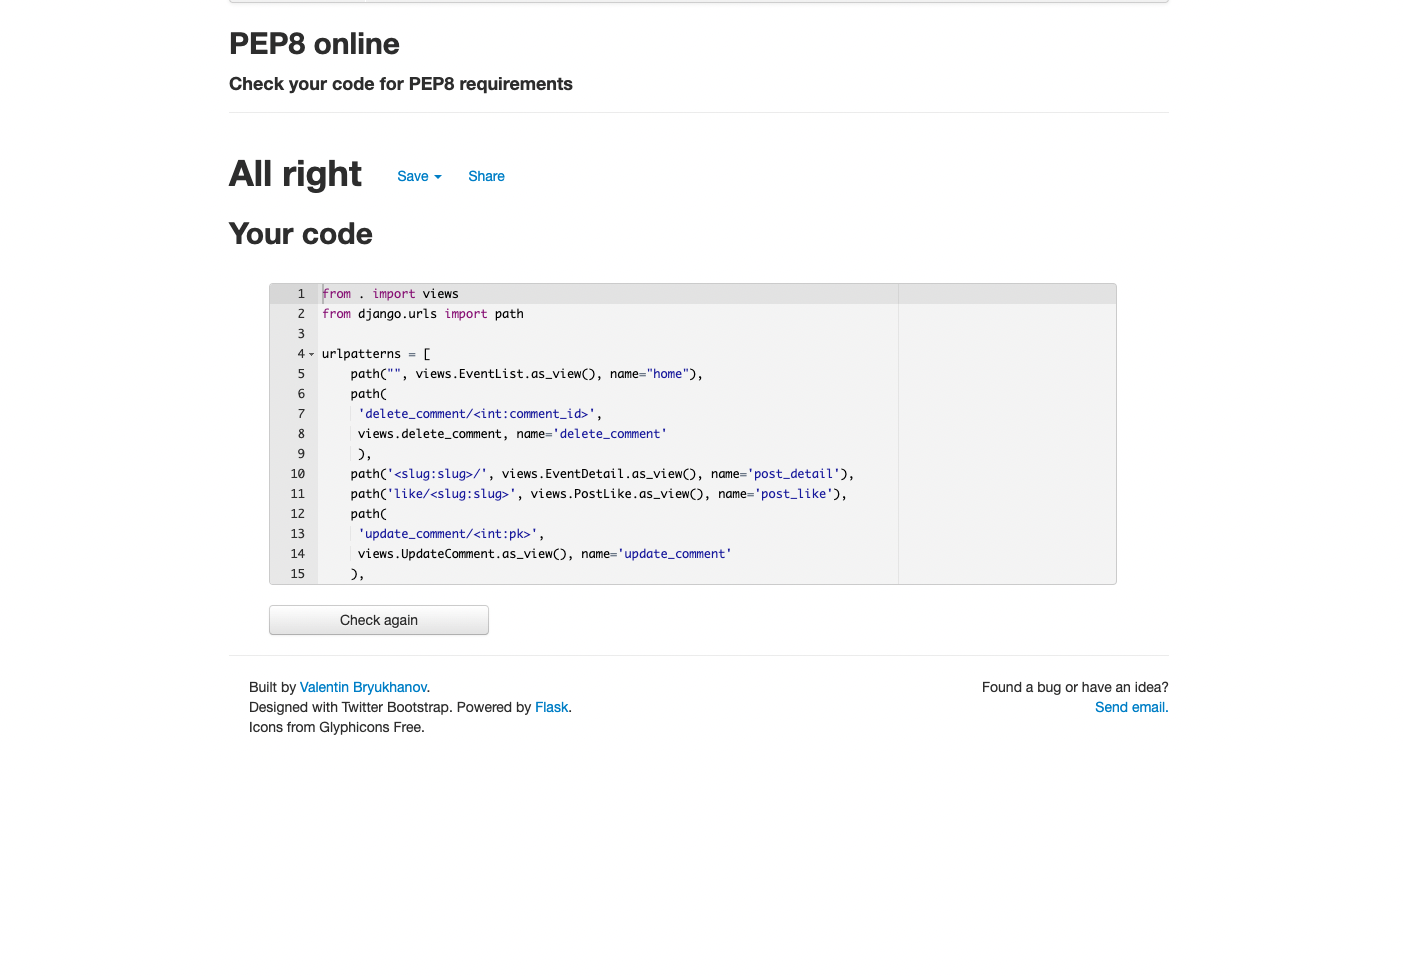 PEP8 online
Check your code for PEP8 requirements
All right Save Share
Your code
1 from . import views
2 from django.urls import path
3
4 urlpatterns = [
5     path("", views.EventList.as_view(), name="home"),
6     path(
7      'delete_comment/<int:comment_id>',
8      views.delete_comment, name='delete_comment'
9      ),
10     path('<slug:slug>/', views.EventDetail.as_view(), name='post_detail'),
11     path('like/<slug:slug>', views.PostLike.as_view(), name='post_like'),
12     path(
13      'update_comment/<int:pk>',
14      views.UpdateComment.as_view(), name='update_comment'
15     ),
Check again
Built by Valentin Bryukhanov. Found a bug or have an idea?
Designed with Twitter Bootstrap. Powered by Flask. Send email.
Icons from Glyphicons Free.